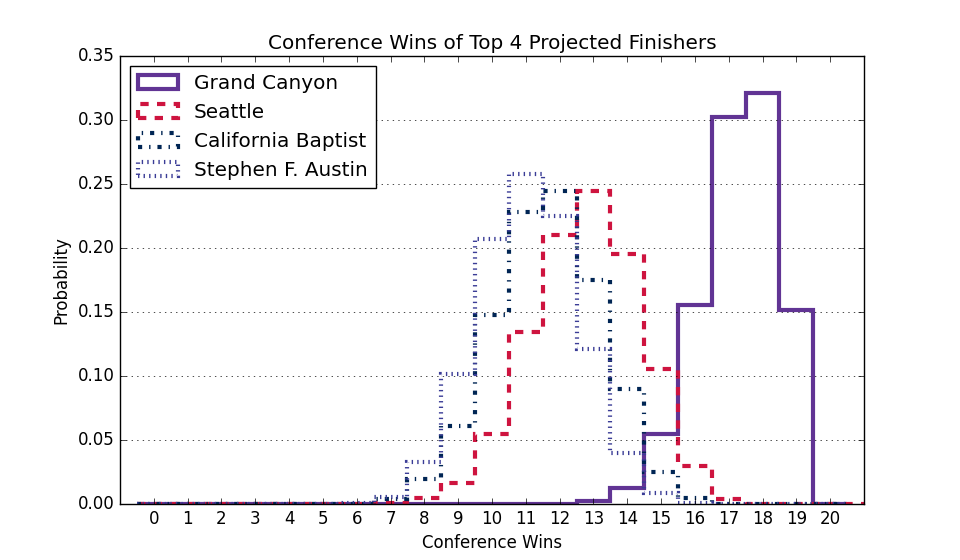 Conference Wins of Top 4 Projected Finishers
0.35
0.30
0.25
0.20
0.15
0.10
0.05
0.00
Probability
Grand Canyon
Seattle
California Baptist
Stephen F. Austin
0 1 2 3 4 5 6 7 8 9 10 11 12 13 14 15 16 17 18 19 20
Conference Wins